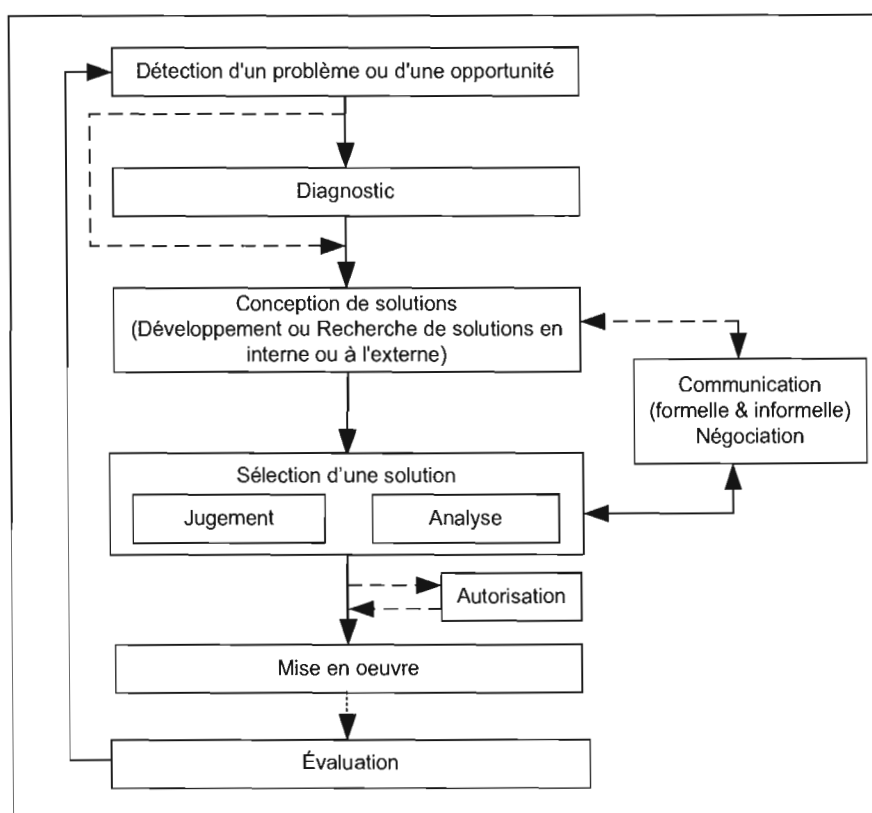 Détection d'un problème ou d'une opportunité
Diagnostic
Conception de solutions
(Développement ou Recherche de solutions en
interne ou à l'externe)
Communication
(formelle & informelle)
Négociation
Sélection d'une solution
Jugement
Analyse
Autorisation
Mise en oeuvre
Évaluation